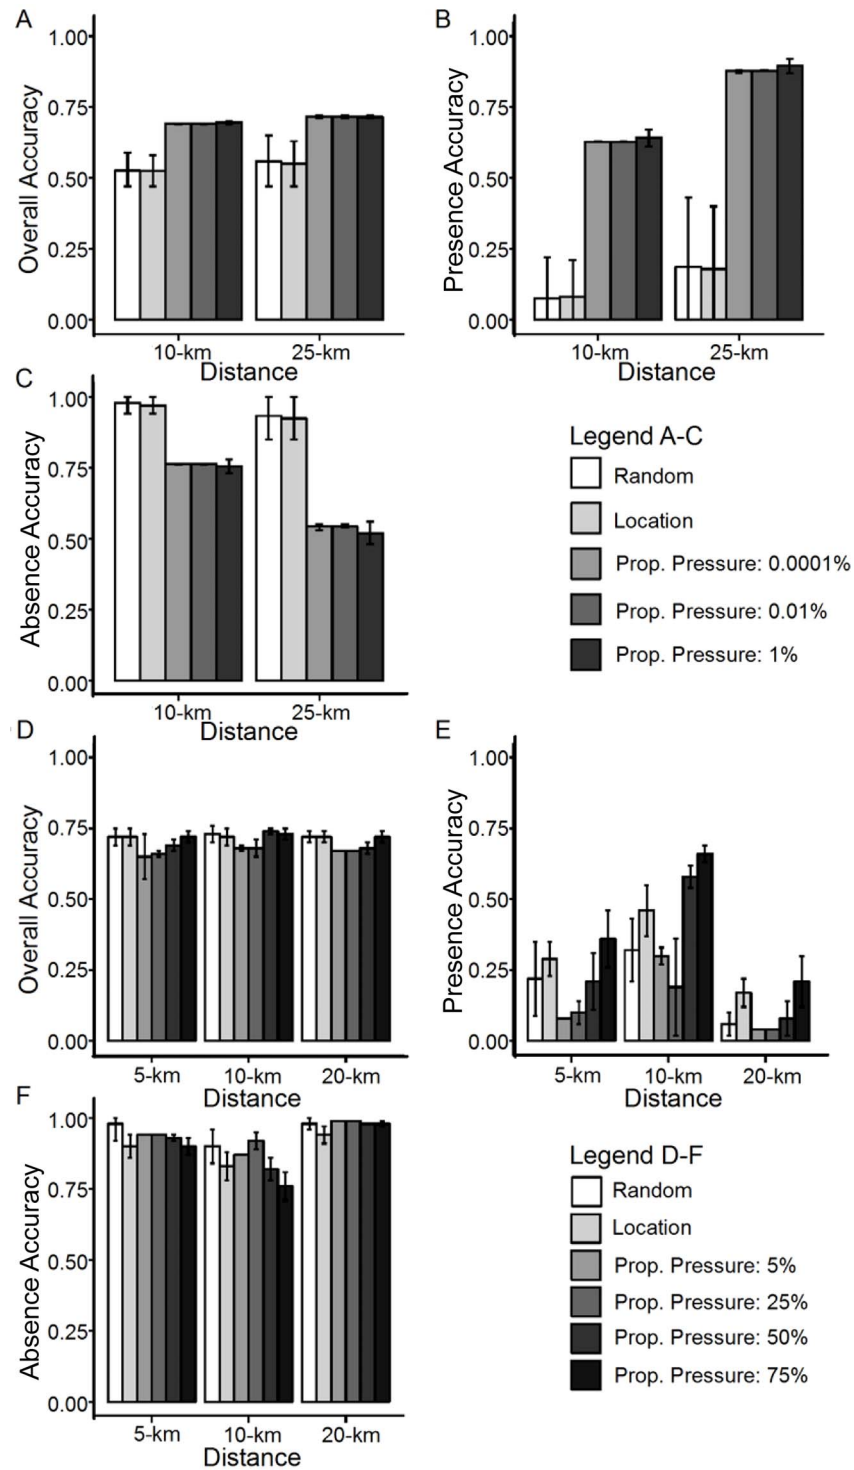 A
1.00
0.75
0.50
0.25
0.00
Overall Accuracy
10-km
25-km
Distance
B
1.00
0.75
0.50
0.25
0.00
Presence Accuracy
10-km
25-km
Distance
C
1.00
0.75
0.50
0.25
0.00
Absence Accuracy
10-km
25-km
Distance
Legend A-C
Random
Location
Prop. Pressure: 0.0001%
Prop. Pressure: 0.01%
Prop. Pressure: 1%
D
1.00
0.75
0.50
0.25
0.00
Overall Accuracy
5-km
10-km
20-km
Distance
E
1.00
0.75
0.50
0.25
0.00
Presence Accuracy
5-km
10-km
20-km
Distance
F
1.00
0.75
0.50
0.25
0.00
Absence Accuracy
5-km
10-km
20-km
Distance
Legend D-F
Random
Location
Prop. Pressure: 5%
Prop. Pressure: 25%
Prop. Pressure: 50%
Prop. Pressure: 75%